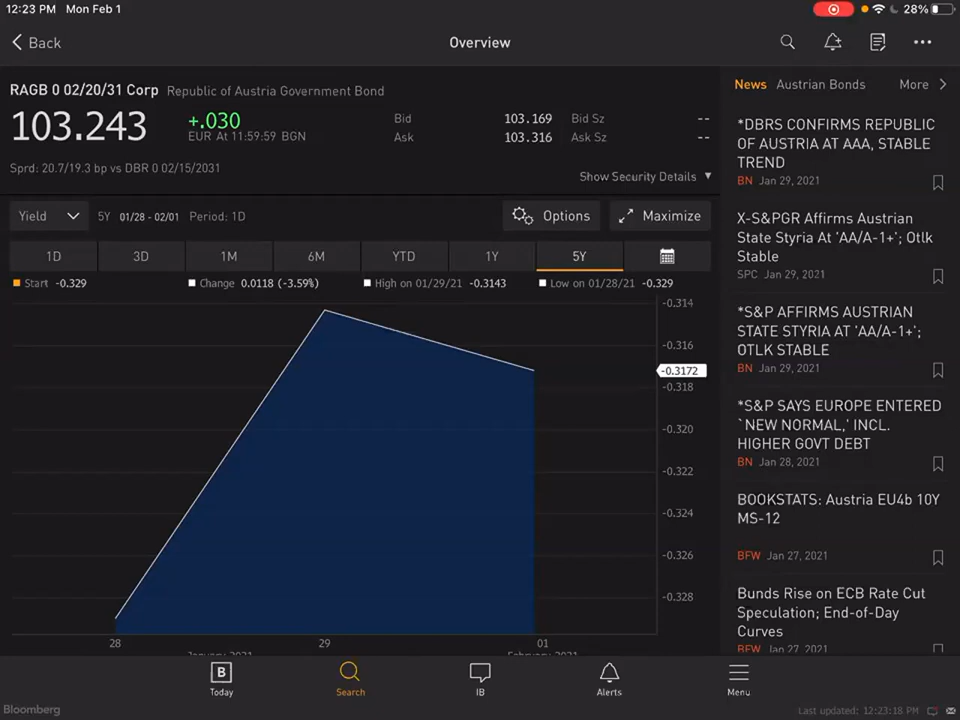 12:23 PM Mon Feb 1
28%
Back
Overview
RAGB 0 02/20/31 Corp Republic of Austria Government Bond
103.243
+.030
EUR At 11:59:59 BGN
Bid 103.169 Bid Sz --
Ask 103.316 Ask Sz --
Sprd: 20.7/19.3 bp vs DBR 0 02/15/2031
Show Security Details
Yield 5Y 01/28 - 02/01 Period: 1D
Options
Maximize
1D 3D 1M 6M YTD 1Y 5Y
Start -0.329 Change 0.0118 (-3.59%) High on 01/29/21 -0.3143 Low on 01/28/21 -0.329
-0.314
-0.316
-0.3172
-0.318
-0.320
-0.322
-0.324
-0.326
-0.328
28 29 01
January 2021 February 2021
News Austrian Bonds More
*DBRS CONFIRMS REPUBLIC
OF AUSTRIA AT AAA, STABLE
TREND
BN Jan 29, 2021
X-S&PGR Affirms Austrian
State Styria At 'AA/A-1+'; Otlk
Stable
SPC Jan 29, 2021
*S&P AFFIRMS AUSTRIAN
STATE STYRIA AT 'AA/A-1+';
OTLK STABLE
BN Jan 29, 2021
*S&P SAYS EUROPE ENTERED
`NEW NORMAL,' INCL.
HIGHER GOVT DEBT
BN Jan 28, 2021
BOOKSTATS: Austria EU4b 10Y
MS-12
BFW Jan 27, 2021
Bunds Rise on ECB Rate Cut
Speculation; End-of-Day
Curves
BFW Jan 27, 2021
B
Today Search IB Alerts Menu
Bloomberg
Last updated: 12:23:18 PM